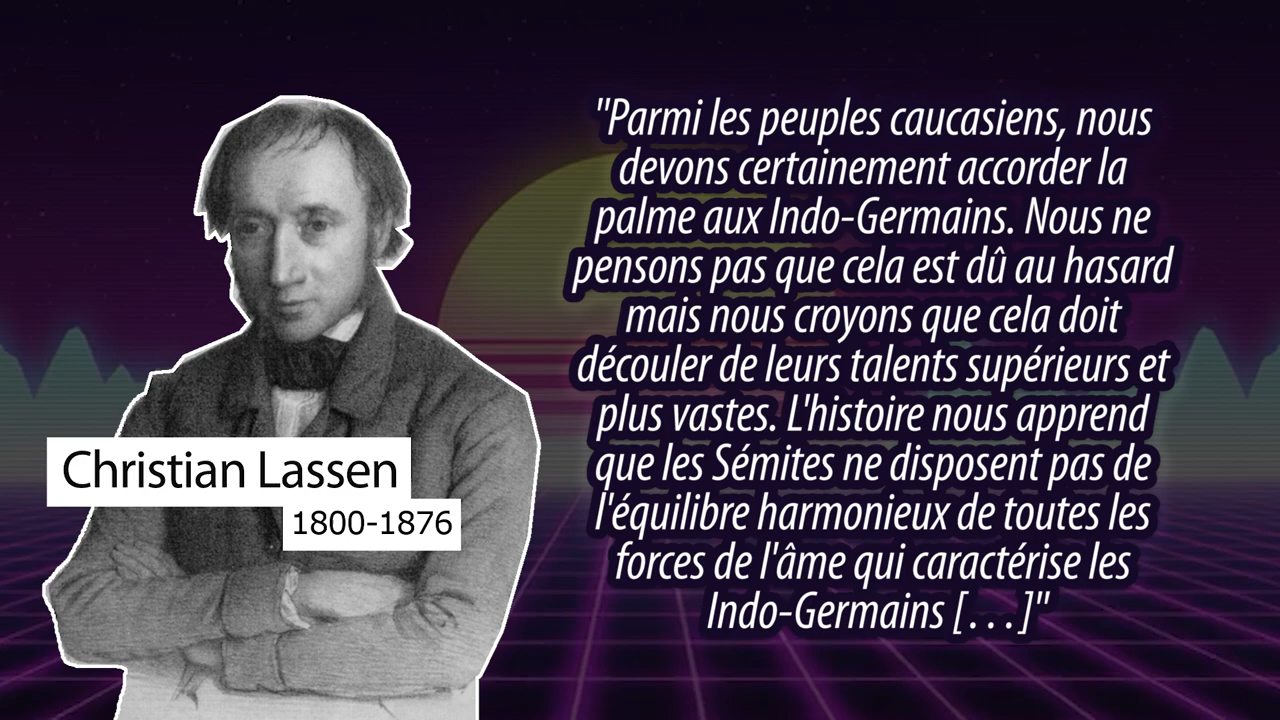 Christian Lassen
1800-1876
"Parmi les peuples caucasiens, nous
devons certainement accorder la
palme aux Indo-Germains. Nous ne
pensons pas que cela est dû au hasard
mais nous croyons que cela doit
découler de leurs talents supérieurs et
plus vastes. L'histoire nous apprend
que les Sémites ne disposent pas de
l'équilibre harmonieux de toutes les
forces de l'âme qui caractérise les
Indo-Germains [...]"